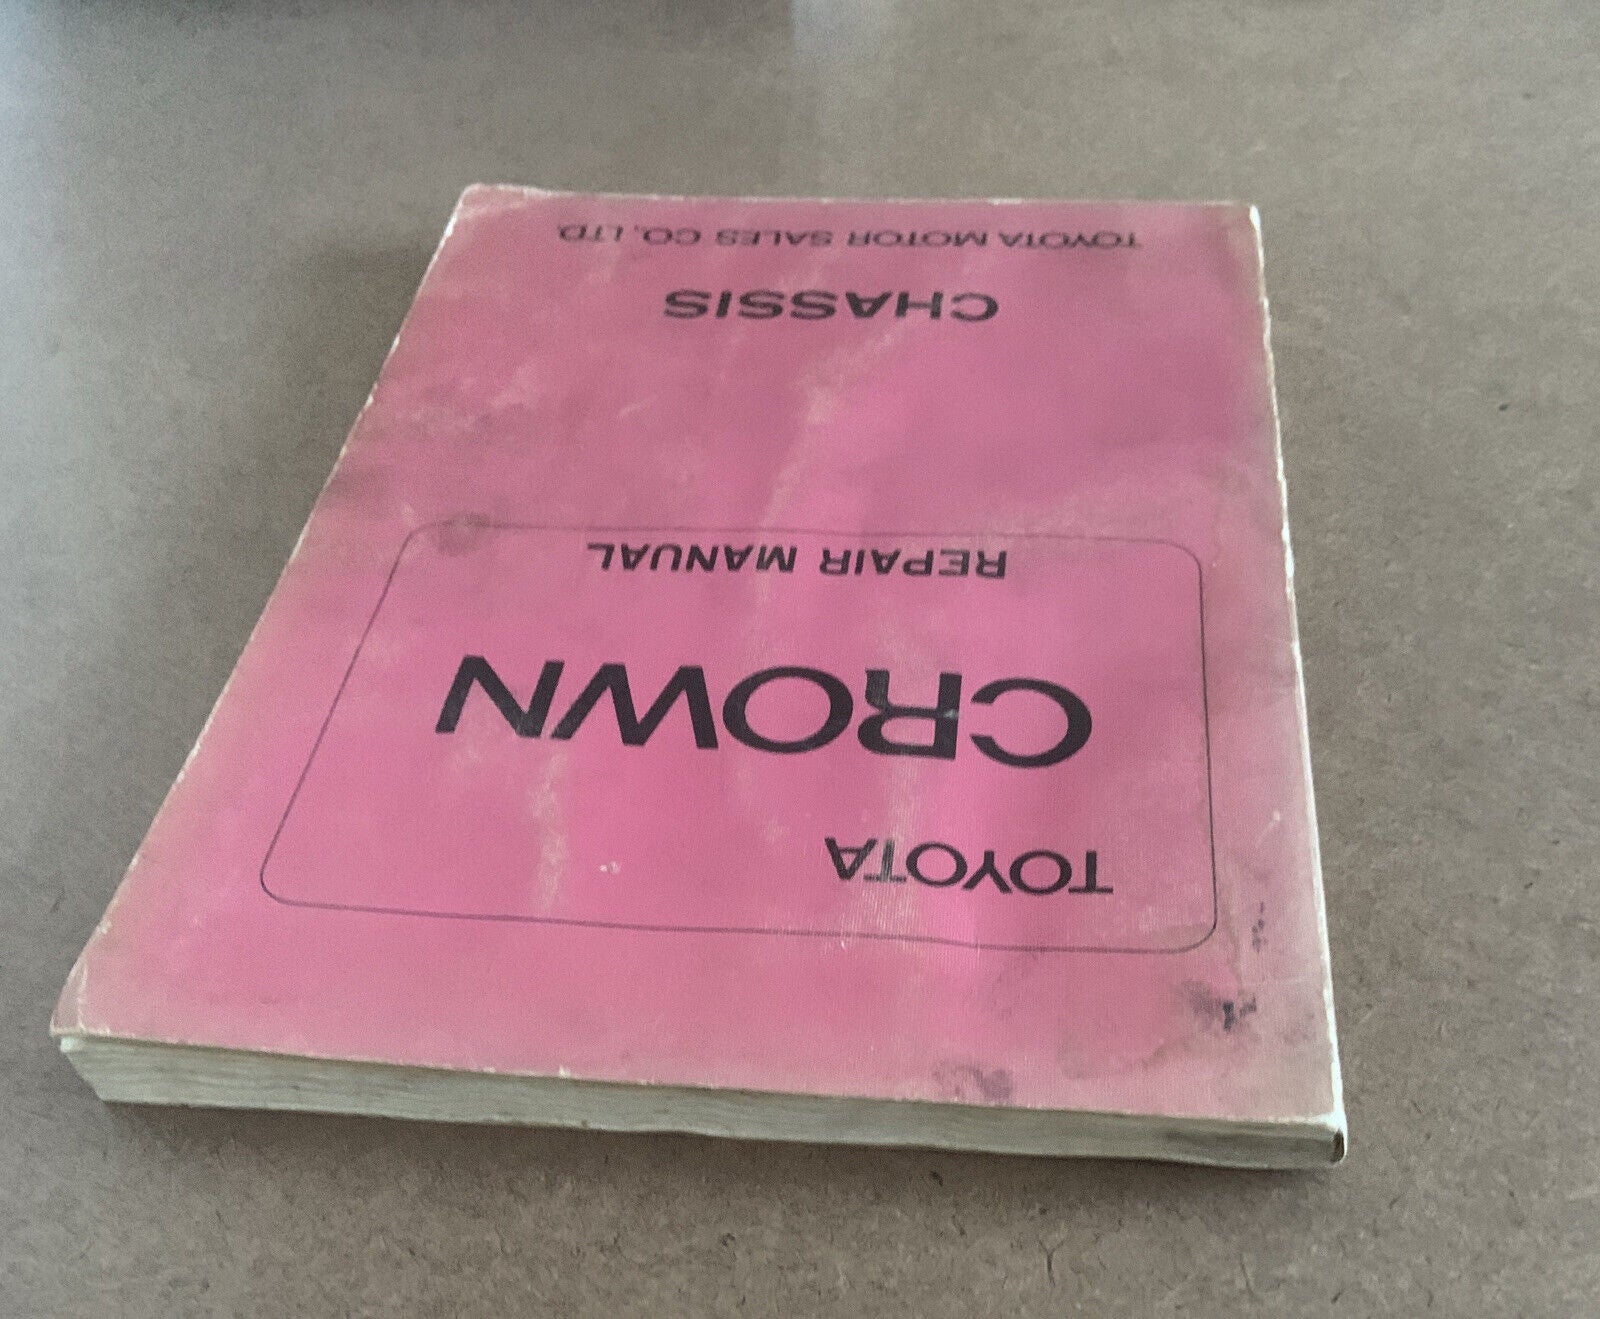 TOYOTA
CROWN
REPAIR MANUAL
CHASSIS
TOYOTA MOTOR SALES CO., LTD.